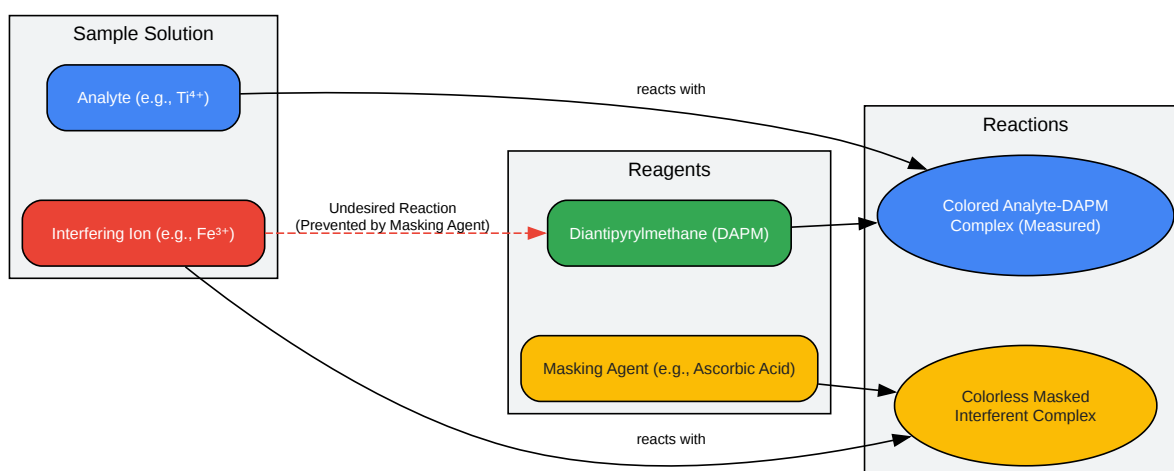 Sample Solution
Analyte (e.g., Ti⁴⁺)
Interfering Ion (e.g., Fe³⁺)
reacts with
Undesired Reaction
(Prevented by Masking Agent)
Reagents
Diantipyrylmethane (DAPM)
Masking Agent (e.g., Ascorbic Acid)
reacts with
Reactions
Colored Analyte-DAPM
Complex (Measured)
Colorless Masked
Interferent Complex